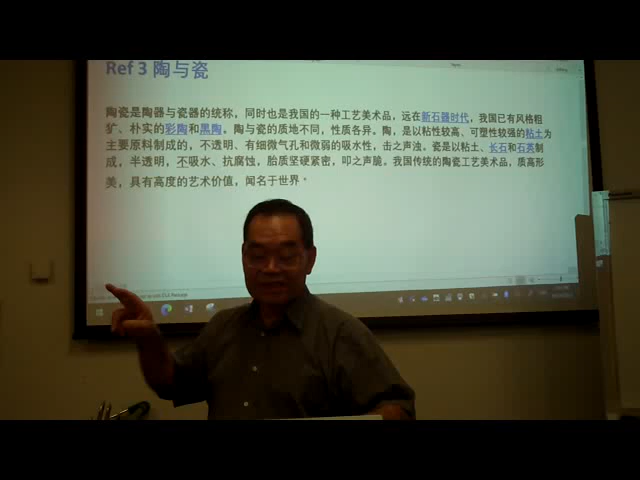 Ref 3 陶与瓷
陶瓷是陶器与瓷器的统称，同时也是我国的一种工艺美术品，远在新石器时代，我国已有风格粗
犷、朴实的彩陶和黑陶。陶与瓷的质地不同，性质各异。陶，是以粘性较高、可塑性较强的粘土为
主要原料制成的，不透明、有细微气孔和微弱的吸水性，击之声浊。瓷是以粘土、长石和石英制
成，半透明，不吸水、抗腐蚀，胎质坚硬紧密，叩之声脆。我国传统的陶瓷工艺美术品，质高形
美，具有高度的艺术价值，闻名于世界。